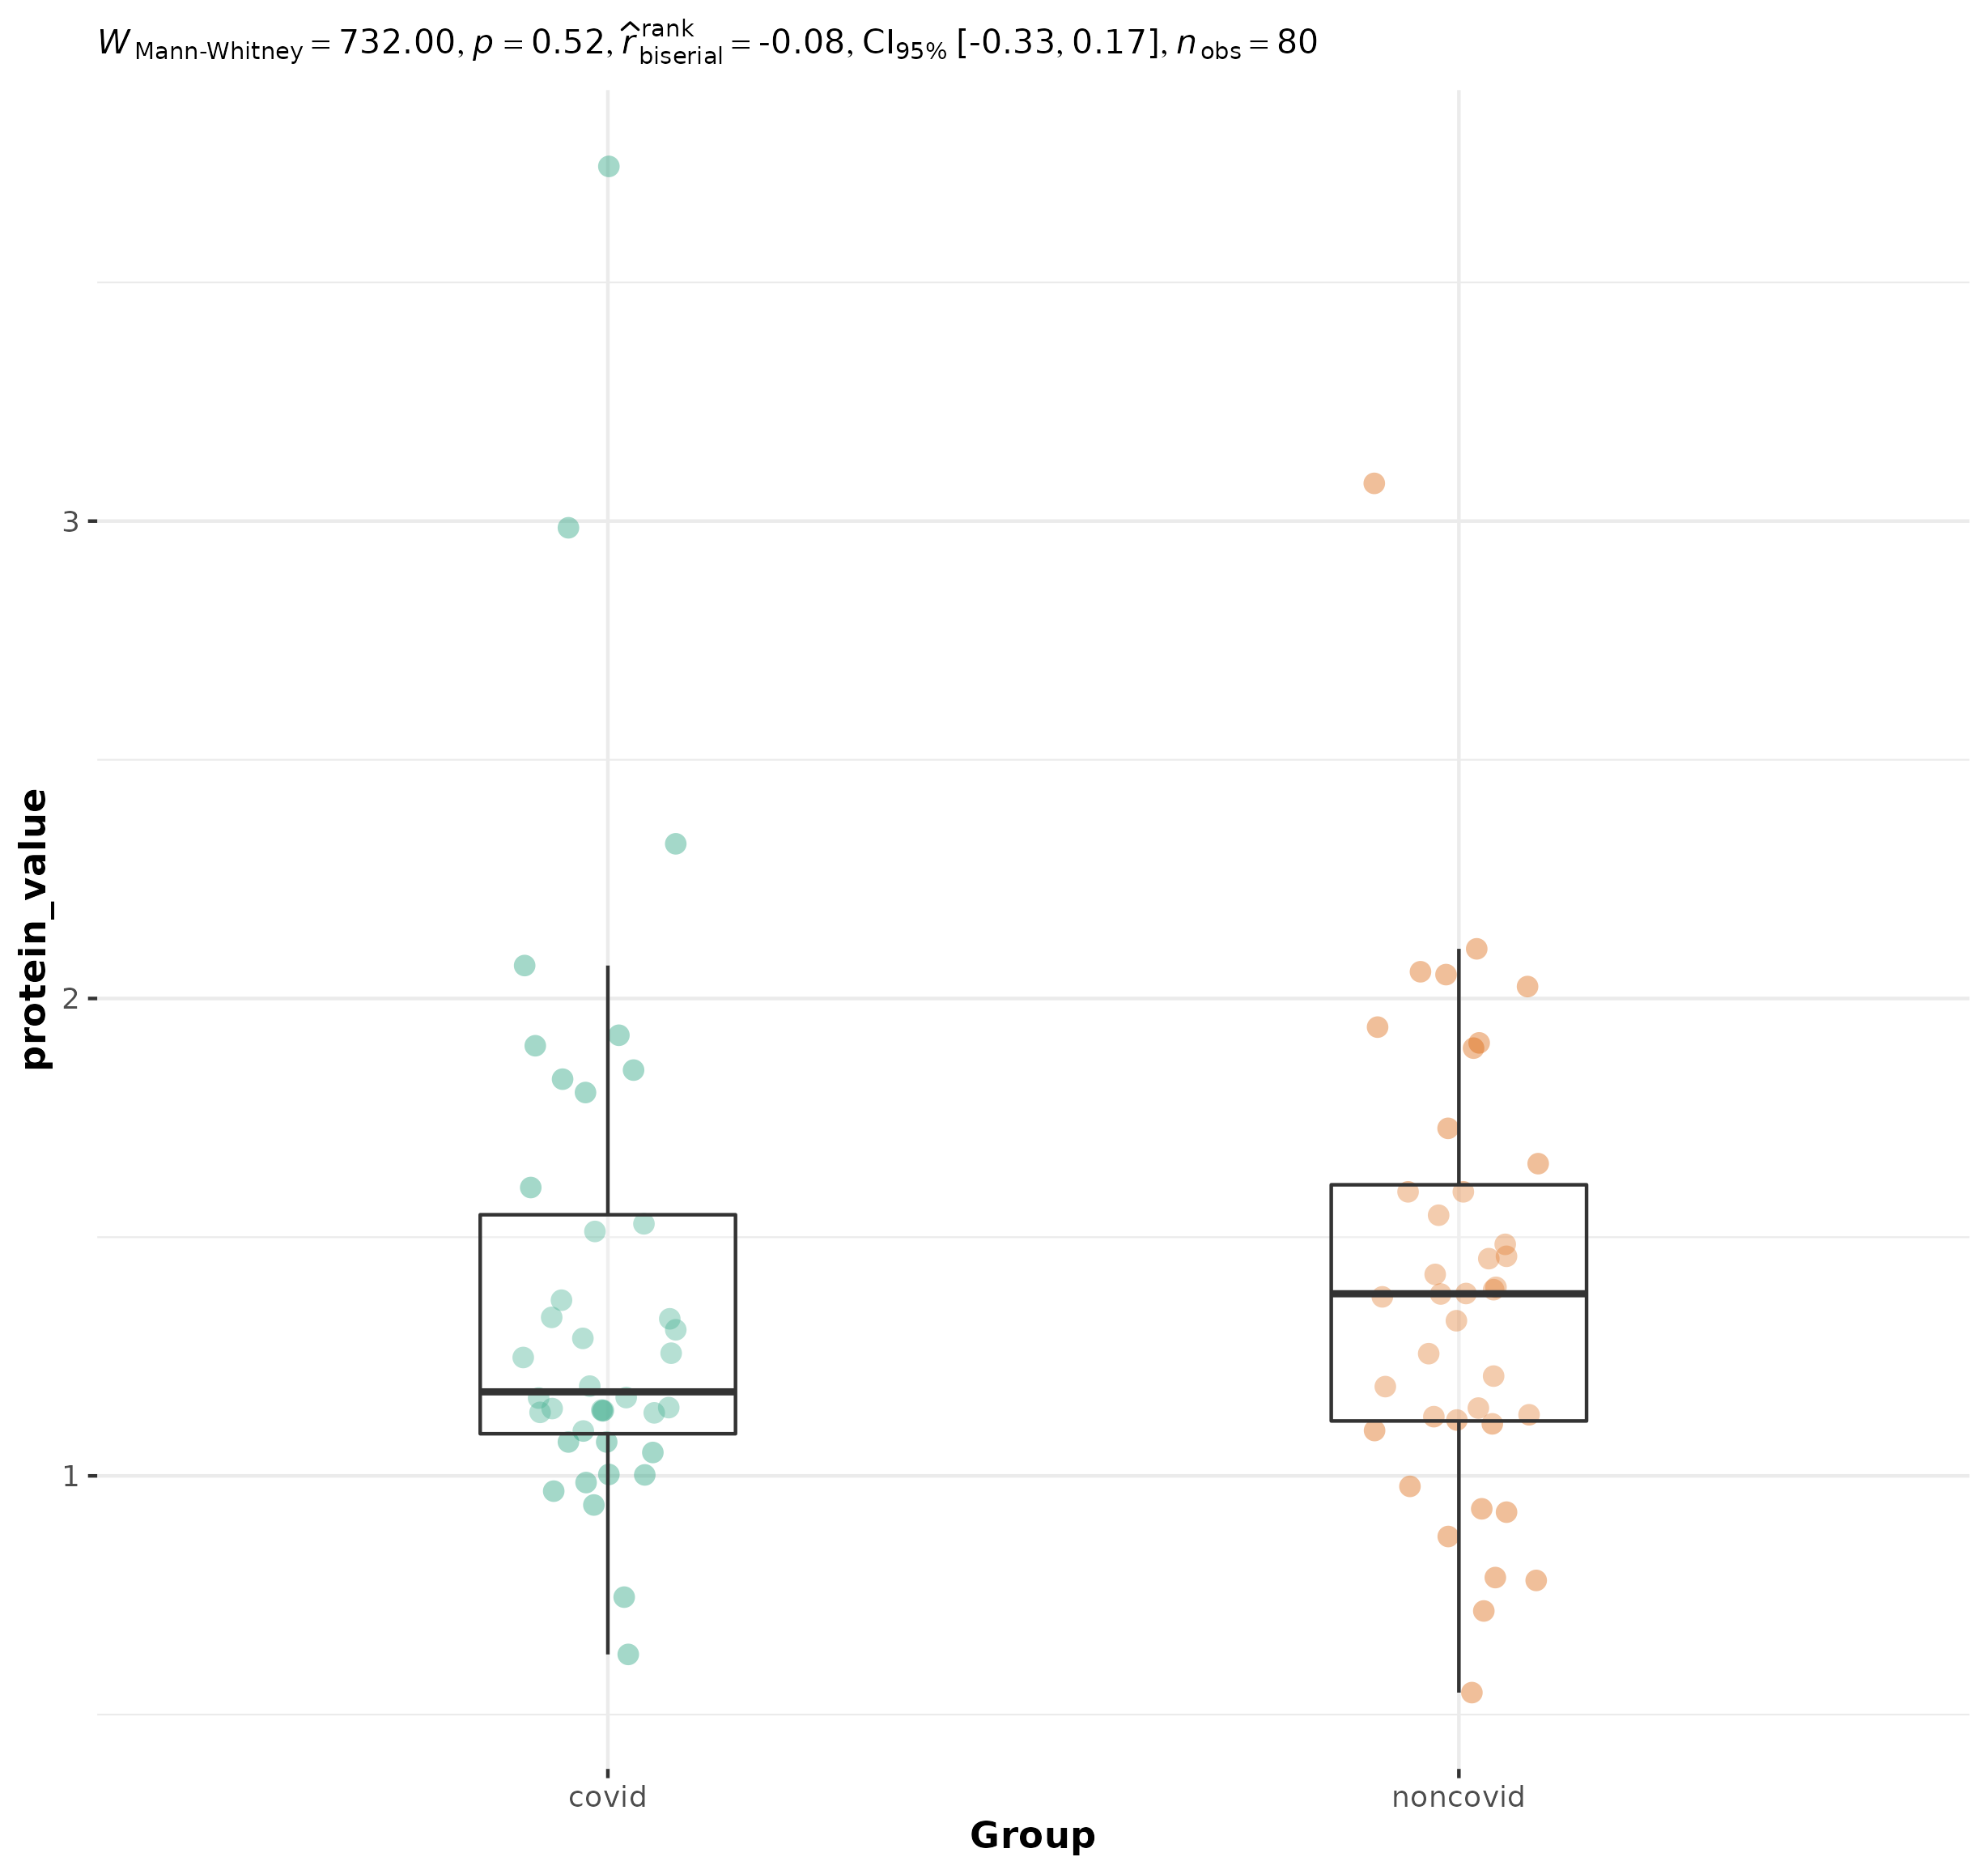 W Mann-Whitney = 732.00, p = 0.52, r̂ rank biserial = -0.08, CI95% [-0.33, 0.17], n obs = 80
protein_value
3
2
1
covid noncovid
Group